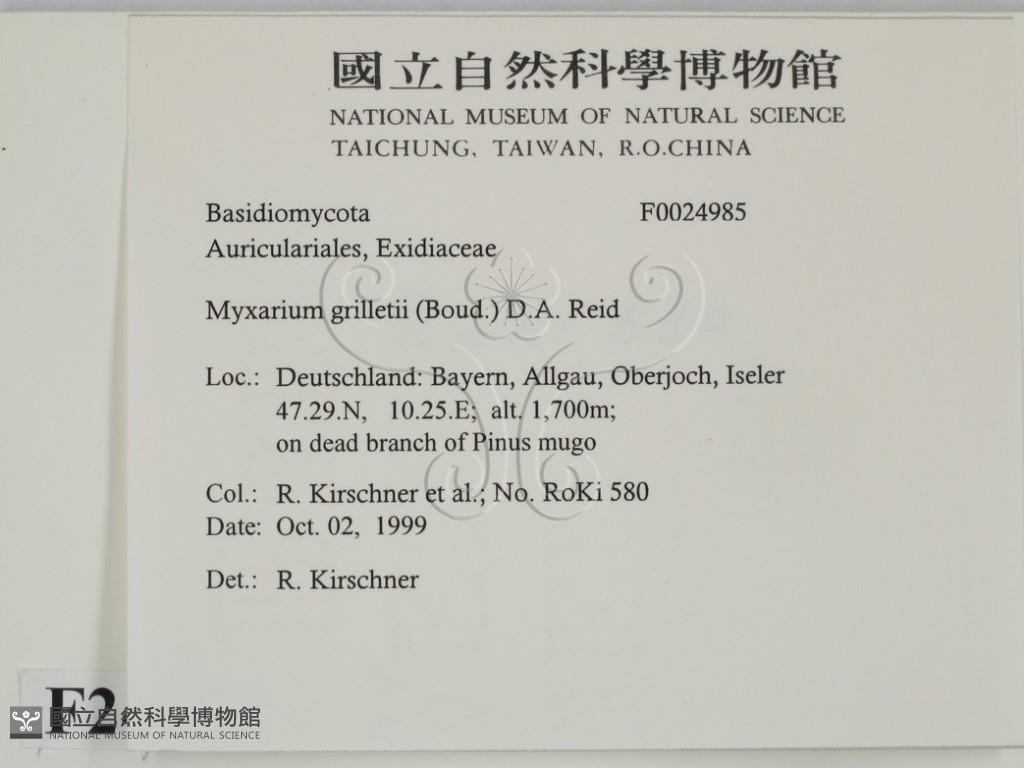 國立自然科學博物館
NATIONAL MUSEUM OF NATURAL SCIENCE
TAICHUNG, TAIWAN, R.O.CHINA
Basidiomycota F0024985
Auriculariales, Exidiaceae
Myxarium grilletii (Boud.) D.A. Reid
Loc.: Deutschland: Bayern, Allgau, Oberjoch, Iseler
47.29.N, 10.25.E; alt. 1,700m;
on dead branch of Pinus mugo
Col.: R. Kirschner et al.; No. RoKi 580
Date: Oct. 02, 1999
Det.: R. Kirschner
F2
國立自然科學博物館
NATIONAL MUSEUM OF NATURAL SCIENCE